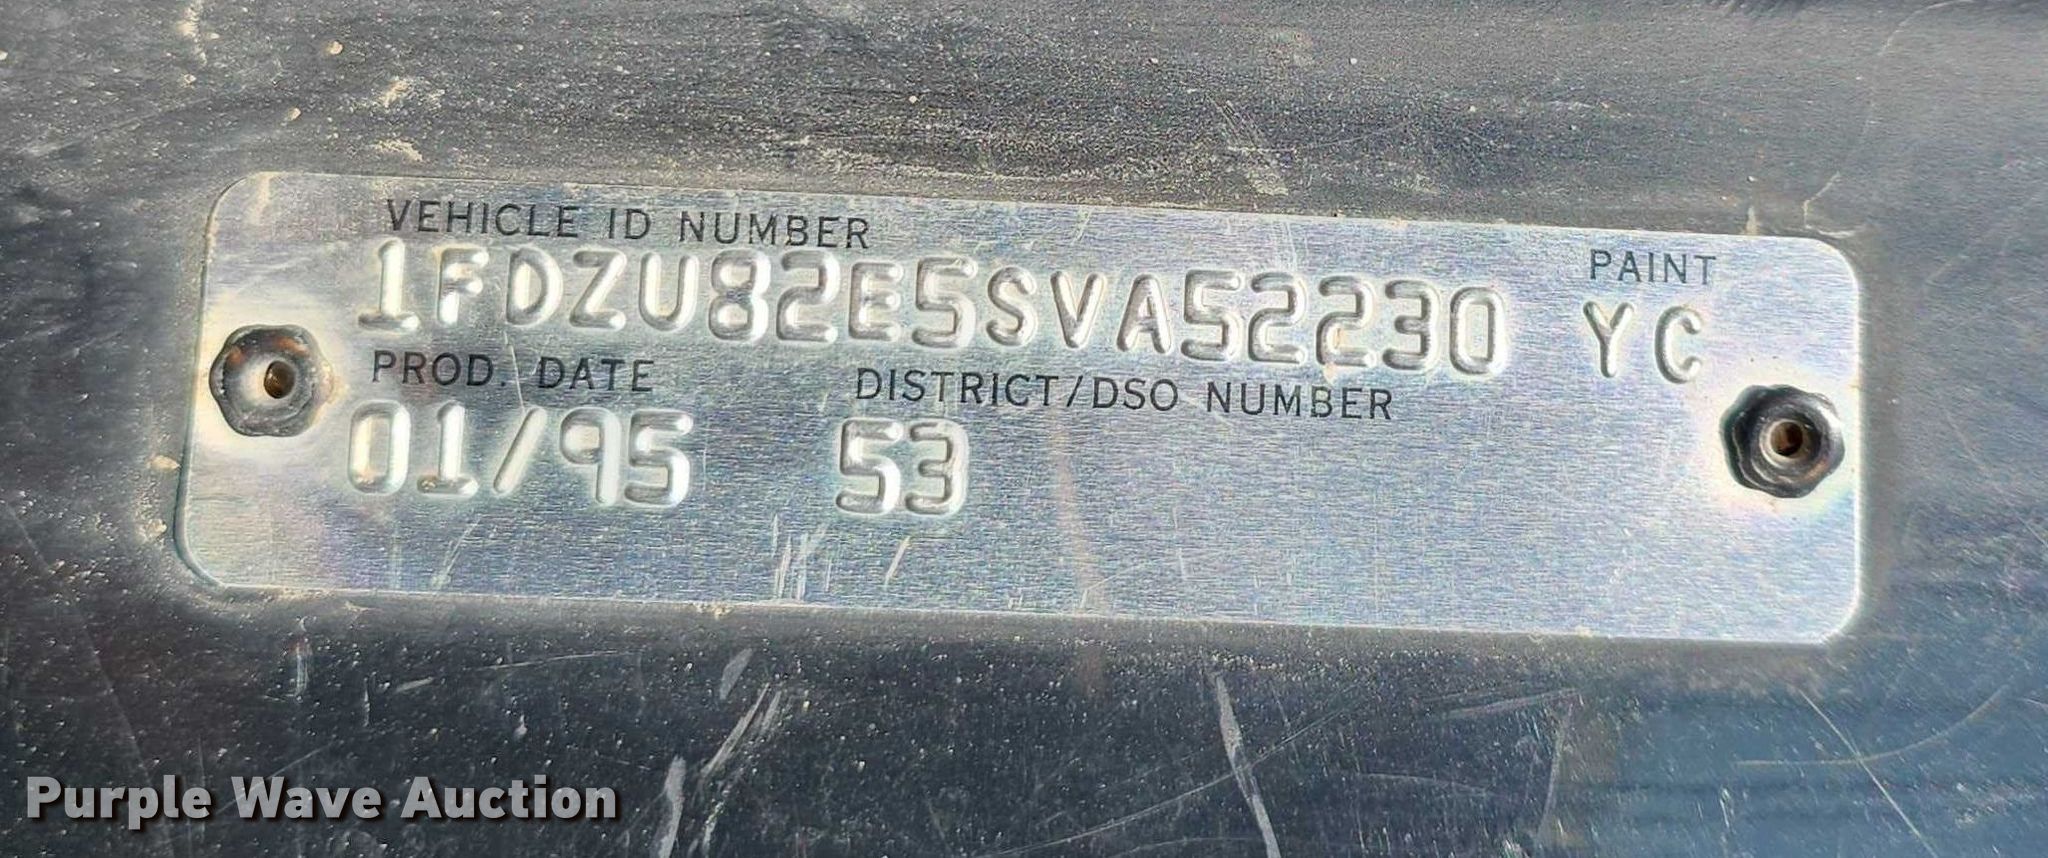 VEHICLE ID NUMBER PAINT
1FDZU82E5SVA52230 YC
PROD. DATE DISTRICT/DSO NUMBER
01/95 53
Purple Wave Auction